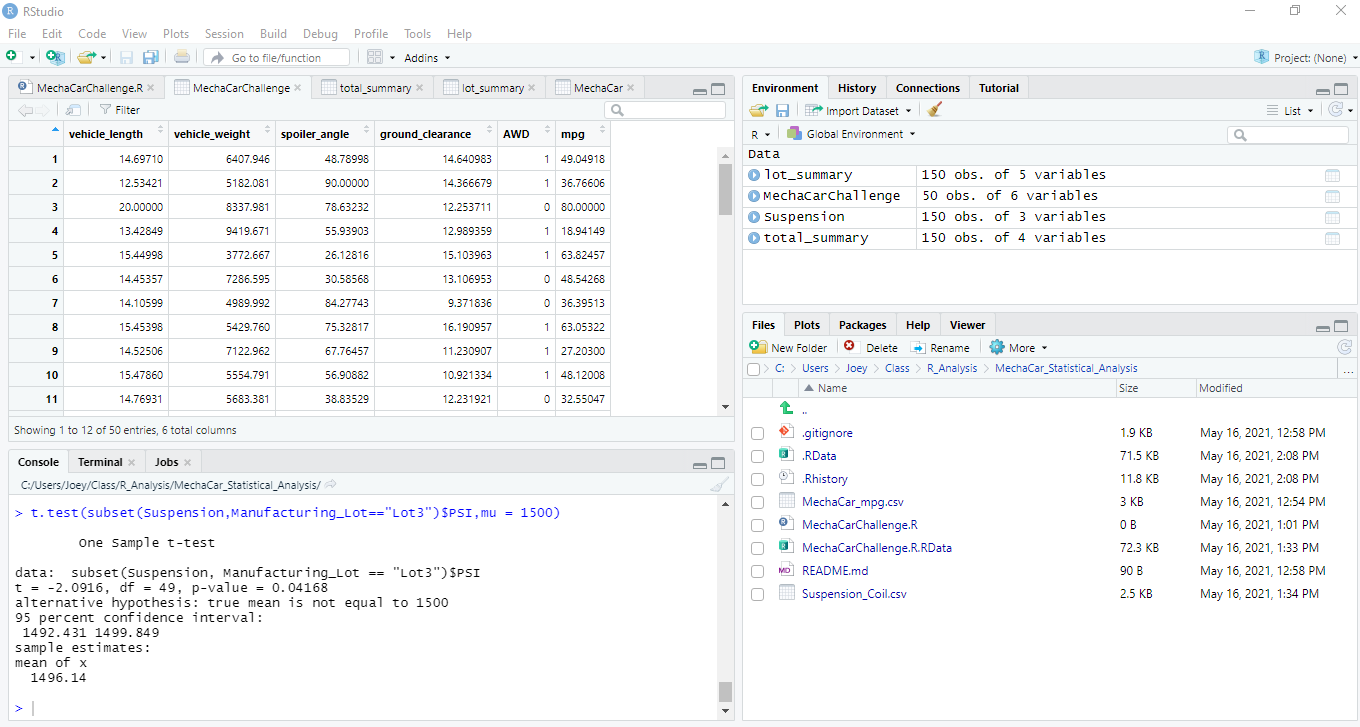 RStudio
File Edit Code View Plots Session Build Debug Profile Tools Help
Go to file/function Addins Project: (None)
MechaCarChallenge.R MechaCarChallenge total_summary lot_summary MechaCar
Filter
vehicle_length vehicle_weight spoiler_angle ground_clearance AWD mpg
1 14.69710 6407.946 48.78998 14.640983 1 49.04918
2 12.53421 5182.081 90.00000 14.366679 1 36.76606
3 20.00000 8337.981 78.63232 12.253711 0 80.00000
4 13.42849 9419.671 55.93903 12.989359 1 18.94149
5 15.44998 3772.667 26.12816 15.103963 1 63.82457
6 14.45357 7286.595 30.58568 13.106953 0 48.54268
7 14.10599 4989.992 84.27743 9.371836 0 36.39513
8 15.45398 5429.760 75.32817 16.190957 1 63.05322
9 14.52506 7122.962 67.76457 11.230907 1 27.20300
10 15.47860 5554.791 56.90882 10.921334 1 48.12008
11 14.76931 5683.381 38.83529 12.231921 0 32.55047
Showing 1 to 12 of 50 entries, 6 total columns
Console Terminal Jobs
C:/Users/Joey/Class/R_Analysis/MechaCar_Statistical_Analysis/
> t.test(subset(Suspension,Manufacturing_Lot=="Lot3")$PSI,mu = 1500)
One Sample t-test
data:  subset(Suspension, Manufacturing_Lot == "Lot3")$PSI
t = -2.0916, df = 49, p-value = 0.04168
alternative hypothesis: true mean is not equal to 1500
95 percent confidence interval:
1492.431 1499.849
sample estimates:
mean of x
1496.14
>
Environment History Connections Tutorial
Import Dataset List
R Global Environment
Data
lot_summary 150 obs. of 5 variables
MechaCarChallenge 50 obs. of 6 variables
Suspension 150 obs. of 3 variables
total_summary 150 obs. of 4 variables
Files Plots Packages Help Viewer
New Folder Delete Rename More
C: > Users > Joey > Class > R_Analysis > MechaCar_Statistical_Analysis ...
Name Size Modified
..
.gitignore 1.9 KB May 16, 2021, 12:58 PM
.RData 71.5 KB May 16, 2021, 2:08 PM
.Rhistory 11.8 KB May 16, 2021, 2:08 PM
MechaCar_mpg.csv 3 KB May 16, 2021, 12:54 PM
MechaCarChallenge.R 0 B May 16, 2021, 1:01 PM
MechaCarChallenge.R.RData 72.3 KB May 16, 2021, 1:33 PM
README.md 90 B May 16, 2021, 12:58 PM
Suspension_Coil.csv 2.5 KB May 16, 2021, 1:34 PM